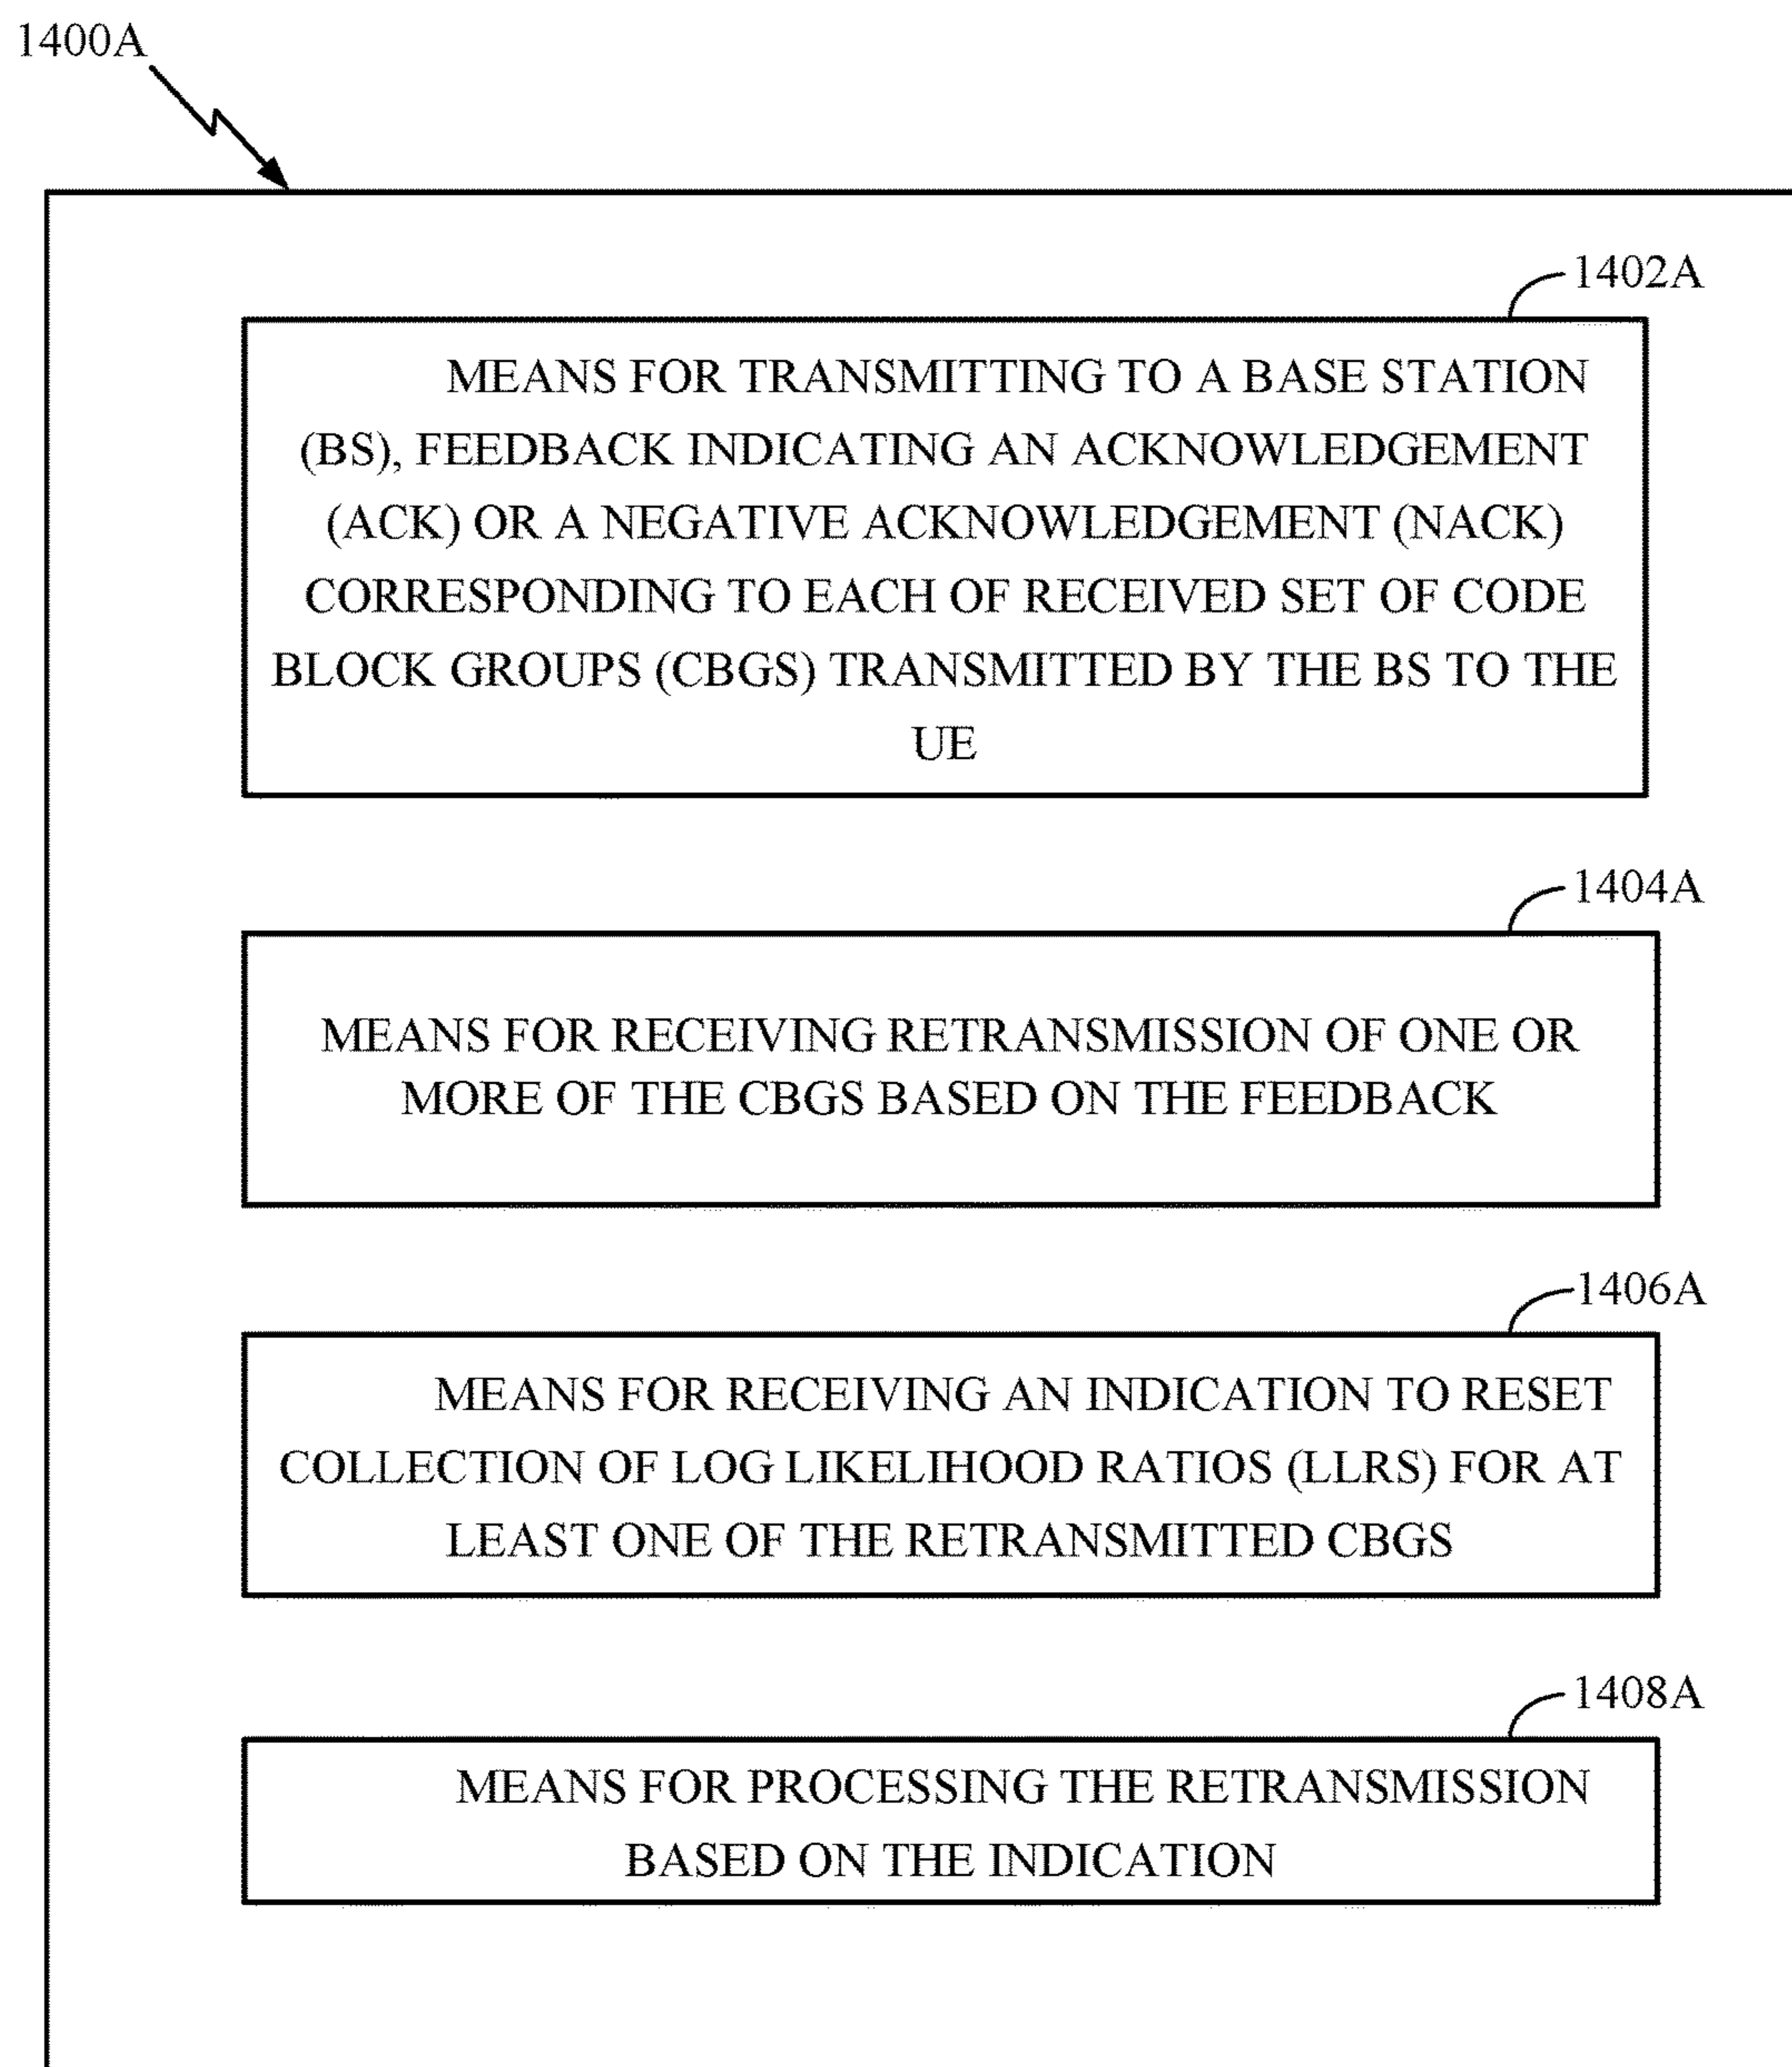 1400A
1402A
MEANS FOR TRANSMITTING TO A BASE STATION
(BS), FEEDBACK INDICATING AN ACKNOWLEDGEMENT
(ACK) OR A NEGATIVE ACKNOWLEDGEMENT (NACK)
CORRESPONDING TO EACH OF RECEIVED SET OF CODE
BLOCK GROUPS (CBGS) TRANSMITTED BY THE BS TO THE
UE
1404A
MEANS FOR RECEIVING RETRANSMISSION OF ONE OR
MORE OF THE CBGS BASED ON THE FEEDBACK
1406A
MEANS FOR RECEIVING AN INDICATION TO RESET
COLLECTION OF LOG LIKELIHOOD RATIOS (LLRS) FOR AT
LEAST ONE OF THE RETRANSMITTED CBGS
1408A
MEANS FOR PROCESSING THE RETRANSMISSION
BASED ON THE INDICATION